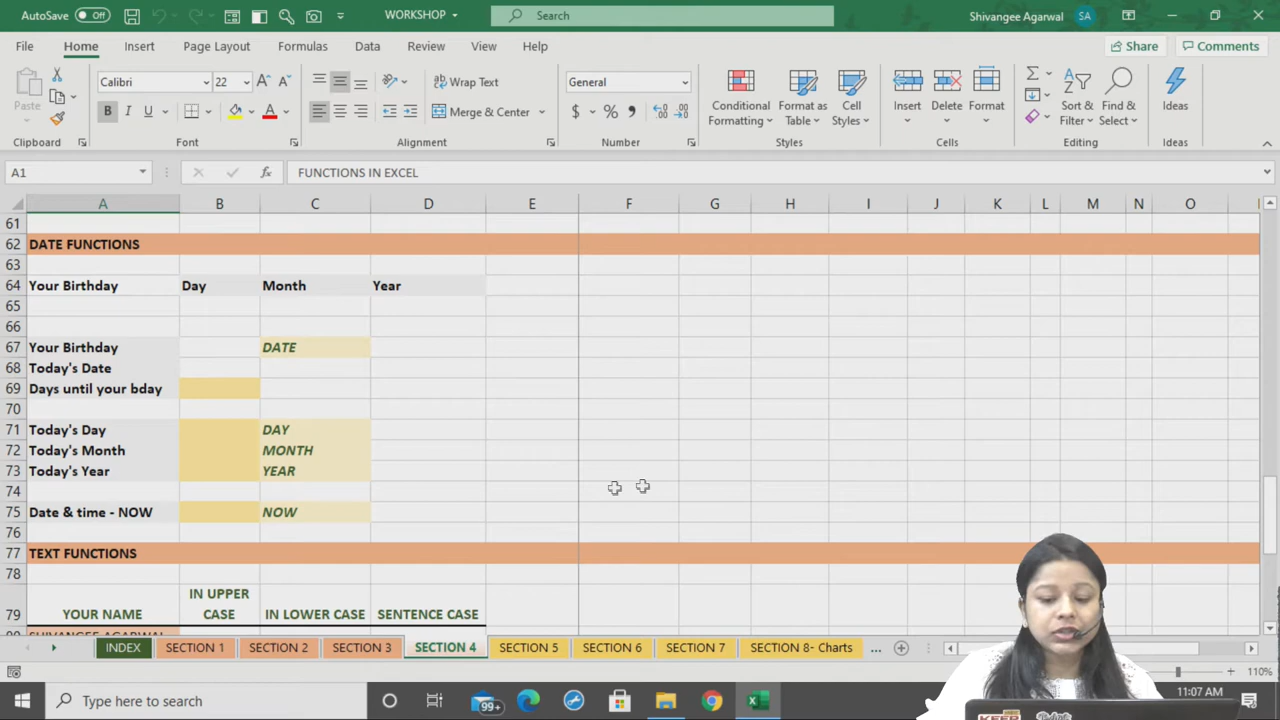 AutoSave Off WORKSHOP Search Shivangee Agarwal SA
File Home Insert Page Layout Formulas Data Review View Help Share Comments
Calibri 22 Wrap Text General
Paste B I U Merge & Center $ % Conditional Formatting Format as Table Cell Styles Insert Delete Format Sort & Filter Find & Select Ideas
Clipboard Font Alignment Number Styles Cells Editing Ideas
A1 fx FUNCTIONS IN EXCEL
A B C D E F G H I J K L M N O
61
62 DATE FUNCTIONS
63
64 Your Birthday Day Month Year
65
66
67 Your Birthday DATE
68 Today's Date
69 Days until your bday
70
71 Today's Day DAY
72 Today's Month MONTH
73 Today's Year YEAR
74
75 Date & time - NOW NOW
76
77 TEXT FUNCTIONS
78
79 YOUR NAME IN UPPER CASE IN LOWER CASE SENTENCE CASE
80 SHIVANGEE AGARWAL
INDEX SECTION 1 SECTION 2 SECTION 3 SECTION 4 SECTION 5 SECTION 6 SECTION 7 SECTION 8- Charts ...
110%
Type here to search 99+ 11:07 AM
KEEP